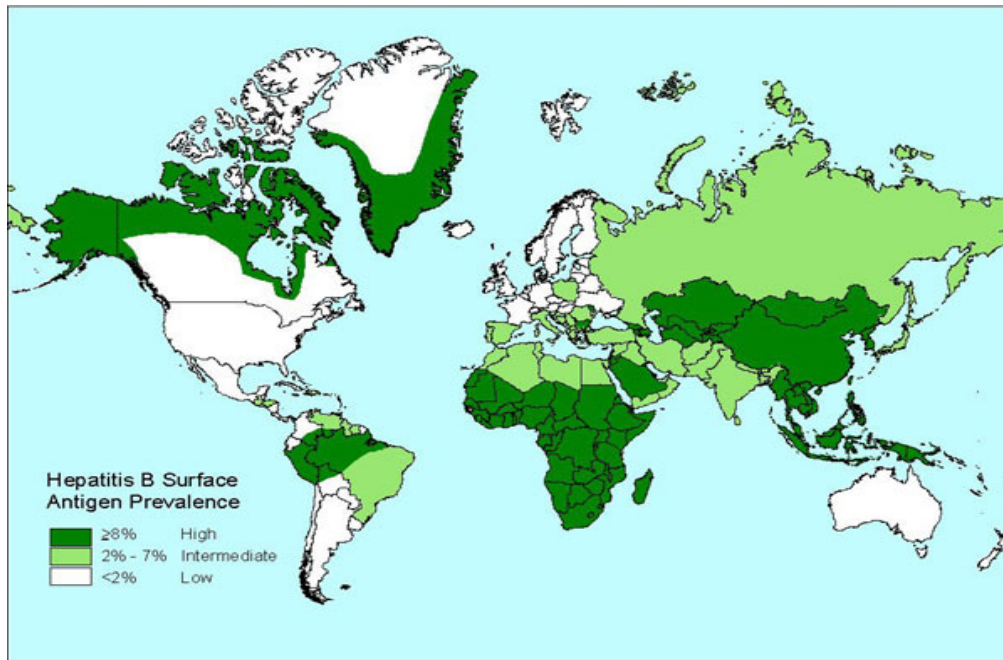 Hepatitis B Surface
Antigen Prevalence
≥8% High
2% - 7% Intermediate
<2% Low